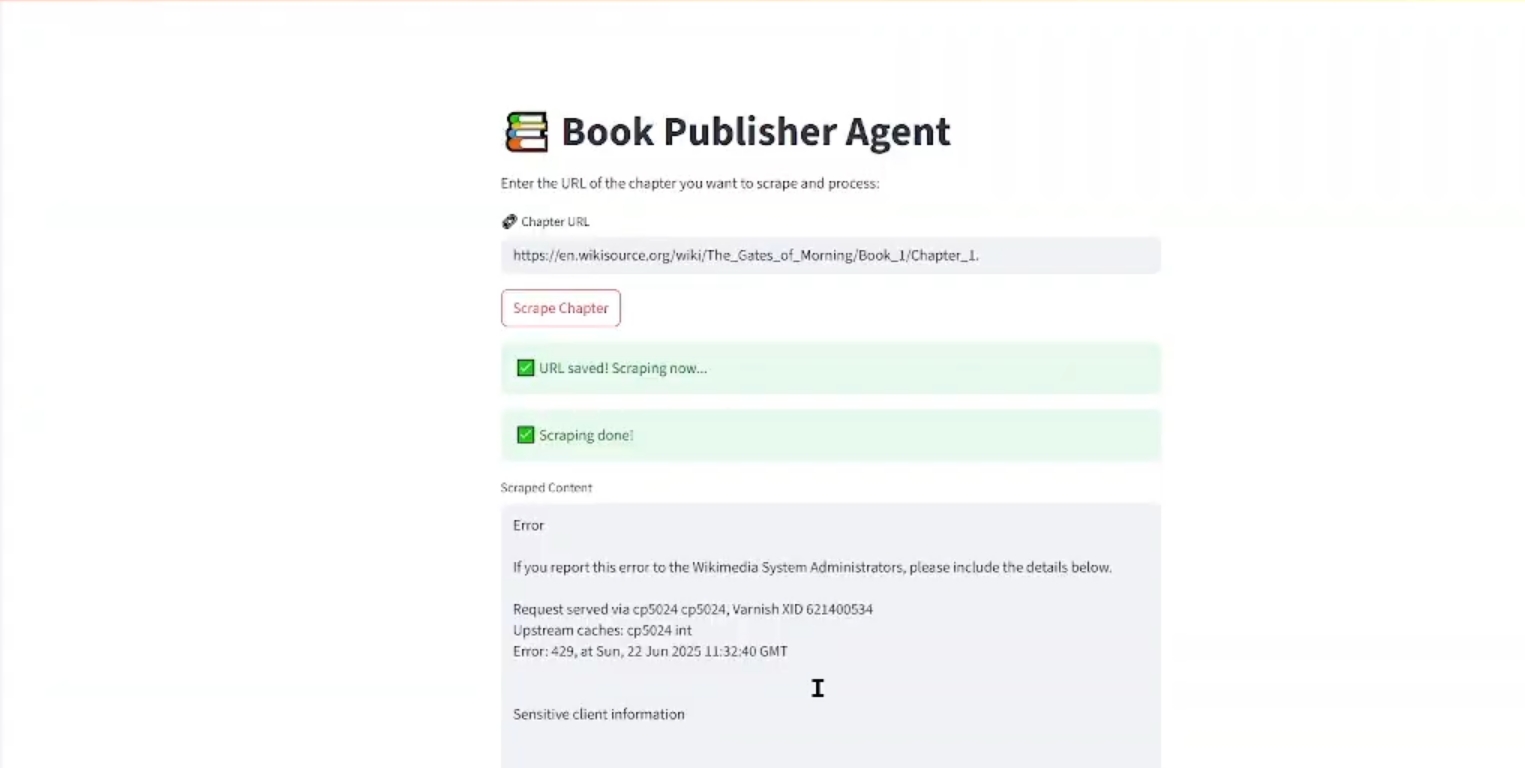 Book Publisher Agent
Enter the URL of the chapter you want to scrape and process:
Chapter URL
https://en.wikisource.org/wiki/The_Gates_of_Morning/Book_1/Chapter_1.
Scrape Chapter
URL saved! Scraping now...
Scraping done!
Scraped Content
Error
If you report this error to the Wikimedia System Administrators, please include the details below.
Request served via cp5024 cp5024, Varnish XID 621400534
Upstream caches: cp5024 int
Error: 429, at Sun, 22 Jun 2025 11:32:40 GMT
Sensitive client information